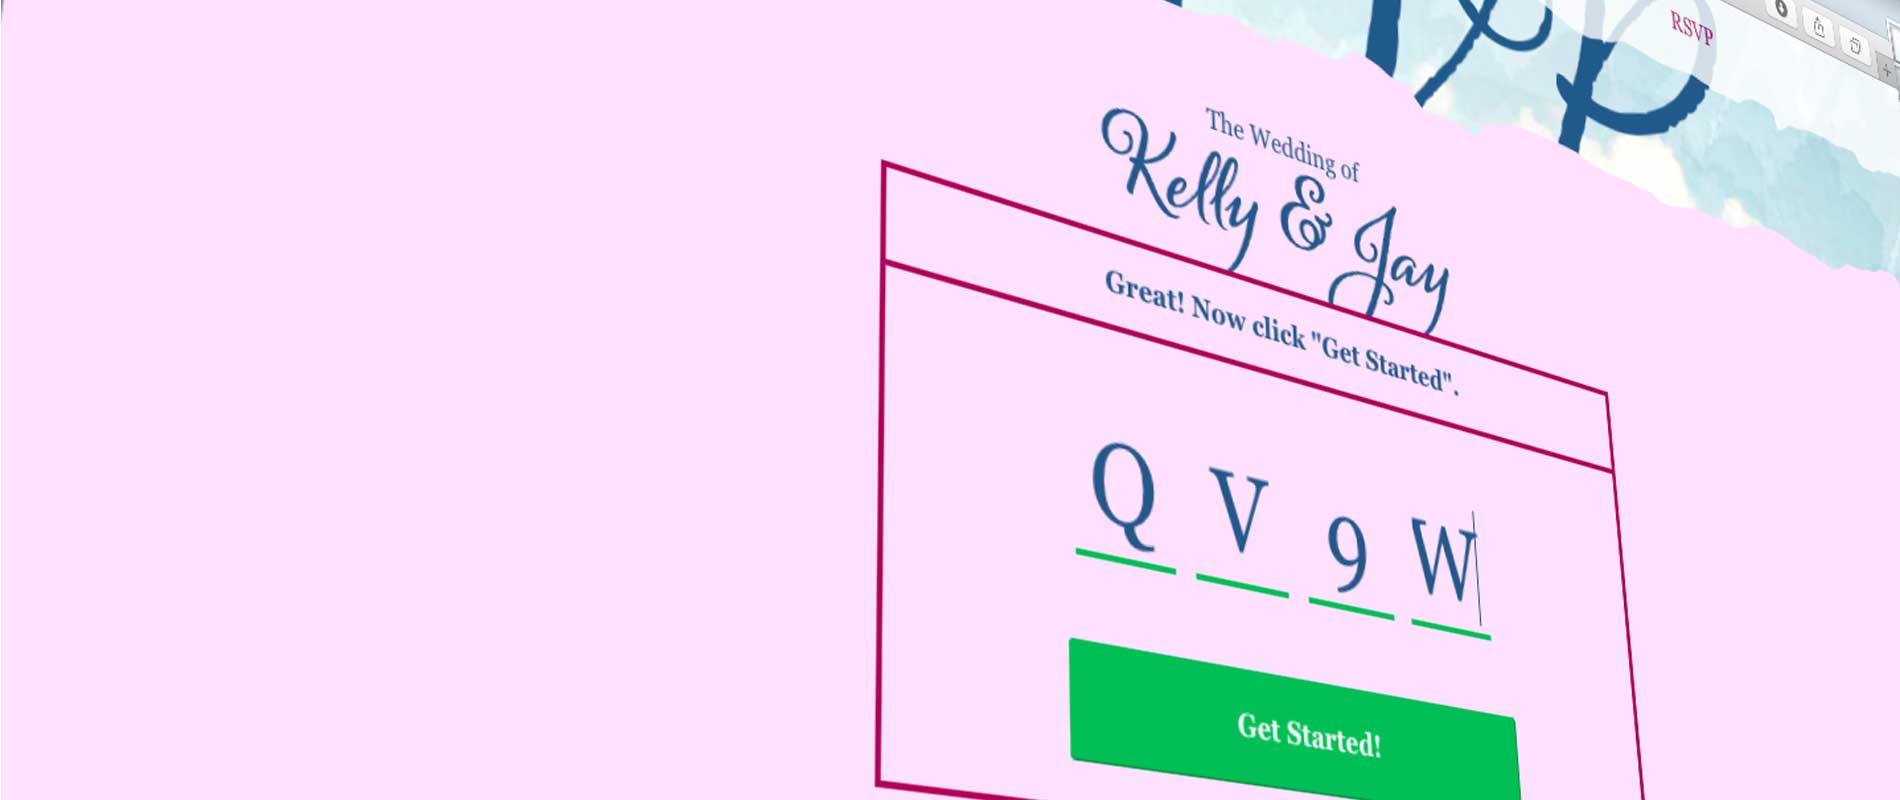 RSVP
The Wedding of
Kelly & Jay
Great! Now click "Get Started".
Q V 9 W
Get Started!